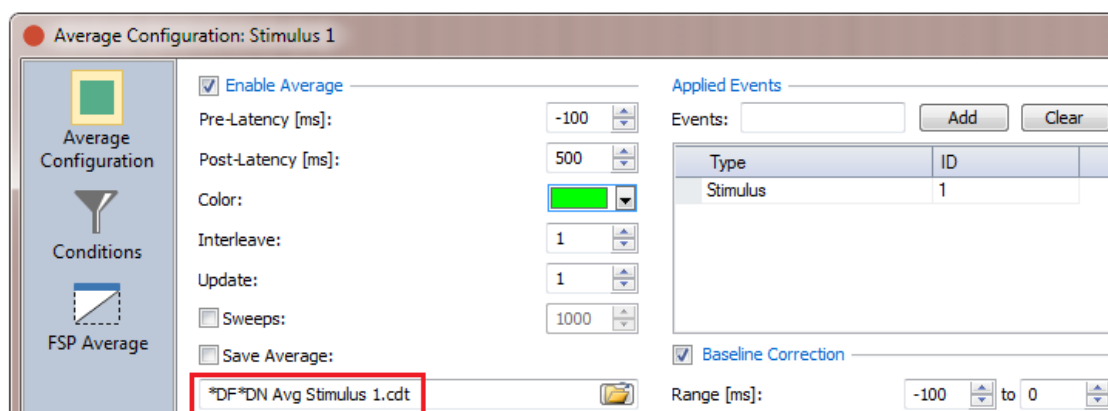 Average Configuration: Stimulus 1
Average
Configuration
Conditions
FSP Average
Enable Average
Pre-Latency [ms]: -100
Post-Latency [ms]: 500
Color:
Interleave: 1
Update: 1
Sweeps: 1000
Save Average:
*DF*DN Avg Stimulus 1.cdt
Applied Events
Events: Add Clear
Type ID
Stimulus 1
Baseline Correction
Range [ms]: -100 to 0